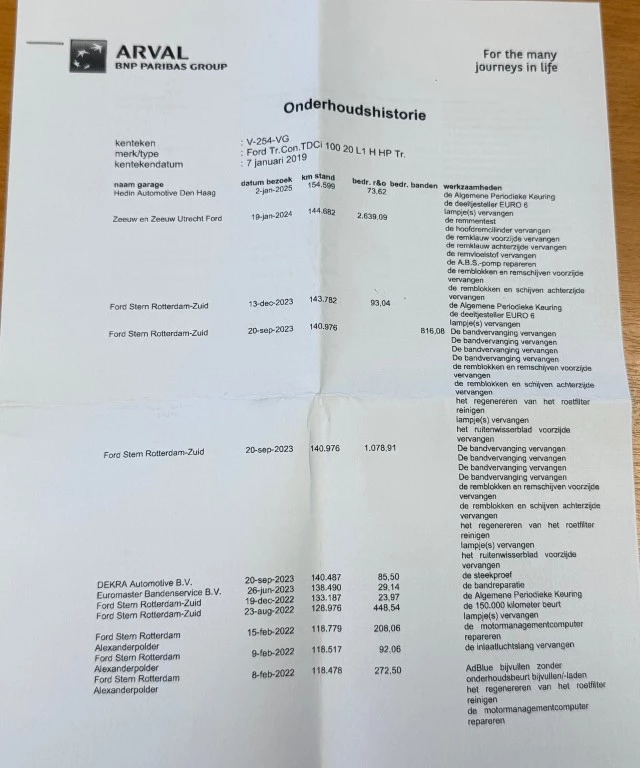 ARVAL
BNP PARIBAS GROUP
For the many
journeys in life
Onderhoudshistorie
kenteken : V-254-VG
merk/type : Ford Tr.Con.TDCi 100 20 L1 H HP Tr.
kentekendatum : 7 januari 2019
naam garage datum bezoek km stand bedr. r&o bedr. banden werkzaamheden
Hedin Automotive Den Haag 2-jan-2025 154.599 73,62 de Algemene Periodieke Keuring
de deeltjesteller EURO 6
lampje(s) vervangen
Zeeuw en Zeeuw Utrecht Ford 19-jan-2024 144.682 2.639,09 de remmentest
de hoofdremcilinder vervangen
de remklauw voorzijde vervangen
de remklauw achterzijde vervangen
de remvloeistof vervangen
de A.B.S.-pomp repareren
de remblokken en remschijven voorzijde
vervangen
de remblokken en schijven achterzijde
vervangen
Ford Stern Rotterdam-Zuid 13-dec-2023 143.782 93,04 de Algemene Periodieke Keuring
de deeltjesteller EURO 6
lampje(s) vervangen
Ford Stern Rotterdam-Zuid 20-sep-2023 140.976 816,08 De bandvervanging vervangen
De bandvervanging vervangen
De bandvervanging vervangen
De bandvervanging vervangen
de remblokken en remschijven voorzijde
vervangen
de remblokken en schijven achterzijde
vervangen
het regenereren van het roetfilter
reinigen
lampje(s) vervangen
het ruitenwisserblad voorzijde
vervangen
Ford Stern Rotterdam-Zuid 20-sep-2023 140.976 1.078,91 De bandvervanging vervangen
De bandvervanging vervangen
De bandvervanging vervangen
De bandvervanging vervangen
de remblokken en remschijven voorzijde
vervangen
de remblokken en schijven achterzijde
vervangen
het regenereren van het roetfilter
reinigen
lampje(s) vervangen
het ruitenwisserblad voorzijde
vervangen
DEKRA Automotive B.V. 20-sep-2023 140.487 85,50 de steekproef
Euromaster Bandenservice B.V. 26-jun-2023 138.490 29,14 de bandreparatie
Ford Stern Rotterdam-Zuid 19-dec-2022 133.187 23,97 de Algemene Periodieke Keuring
Ford Stern Rotterdam-Zuid 23-aug-2022 128.976 448,54 de 150.000 kilometer beurt
lampje(s) vervangen
Ford Stern Rotterdam 15-feb-2022 118.779 208,06 de motormanagementcomputer
Alexanderpolder repareren
Ford Stern Rotterdam 9-feb-2022 118.517 92,06 de inlaatluchtslang vervangen
Alexanderpolder
Ford Stern Rotterdam 8-feb-2022 118.478 272,50 AdBlue bijvullen zonder
Alexanderpolder onderhoudsbeurt bijvullen/-laden
het regenereren van het roetfilter
reinigen
de motormanagementcomputer
repareren